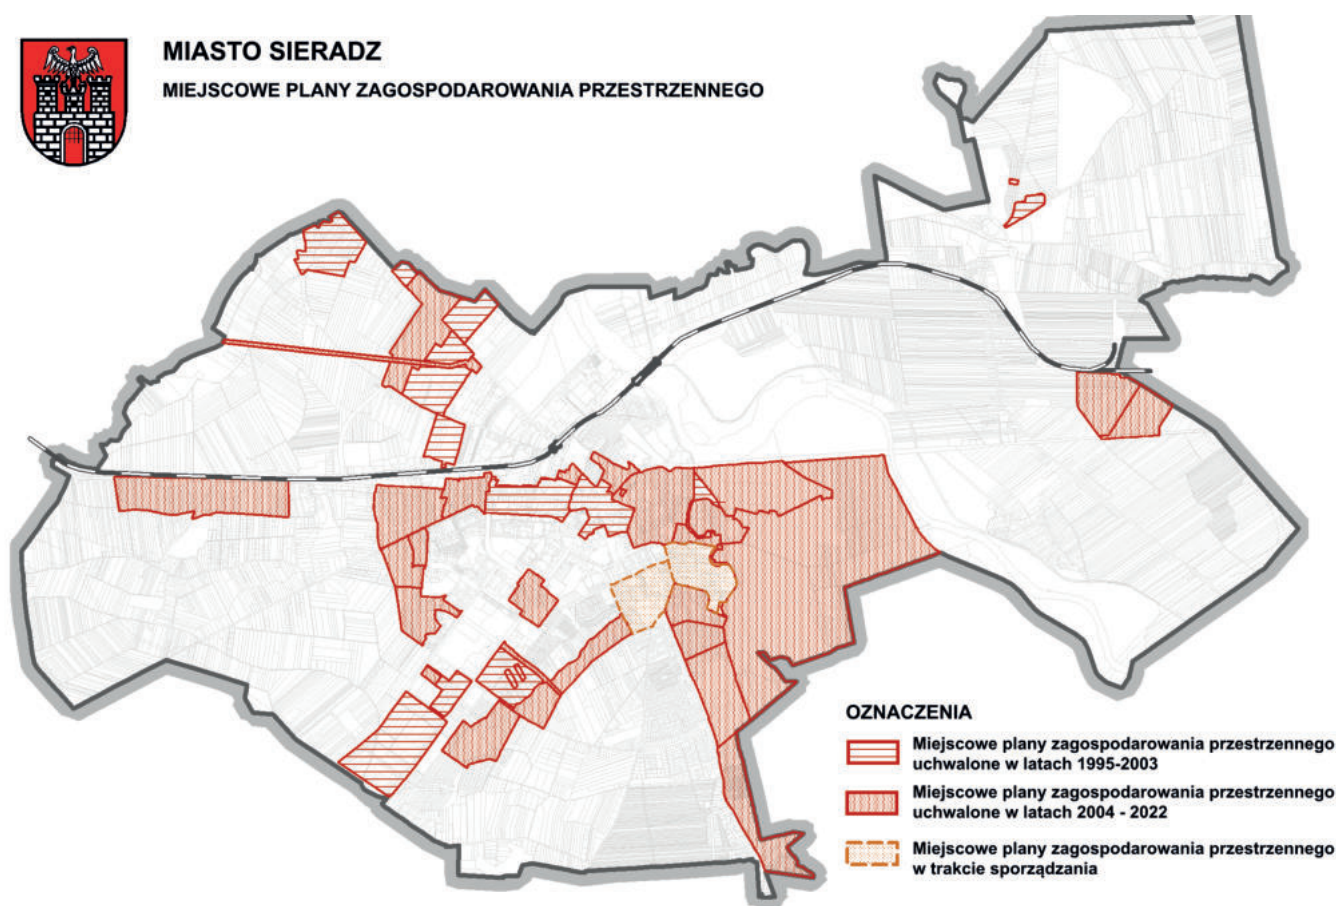 MIASTO SIERADZ
MIEJSCOWE PLANY ZAGOSPODAROWANIA PRZESTRZENNEGO
OZNACZENIA
Miejscowe plany zagospodarowania przestrzennego
uchwalone w latach 1995-2003
Miejscowe plany zagospodarowania przestrzennego
uchwalone w latach 2004 - 2022
Miejscowe plany zagospodarowania przestrzennego
w trakcie sporządzania